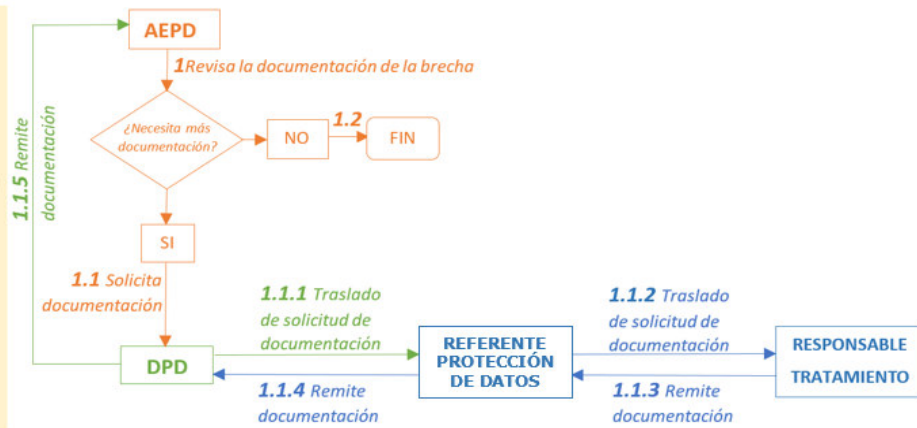 AEPD
1Revisa la documentación de la brecha
¿Necesita más
documentación?
NO
1.2
FIN
1.1.5 Remite
documentación
SI
1.1 Solicita
documentación
1.1.1 Traslado
de solicitud de
documentación
1.1.2 Traslado
de solicitud de
documentación
DPD
REFERENTE
PROTECCIÓN
DE DATOS
RESPONSABLE
TRATAMIENTO
1.1.4 Remite
documentación
1.1.3 Remite
documentación